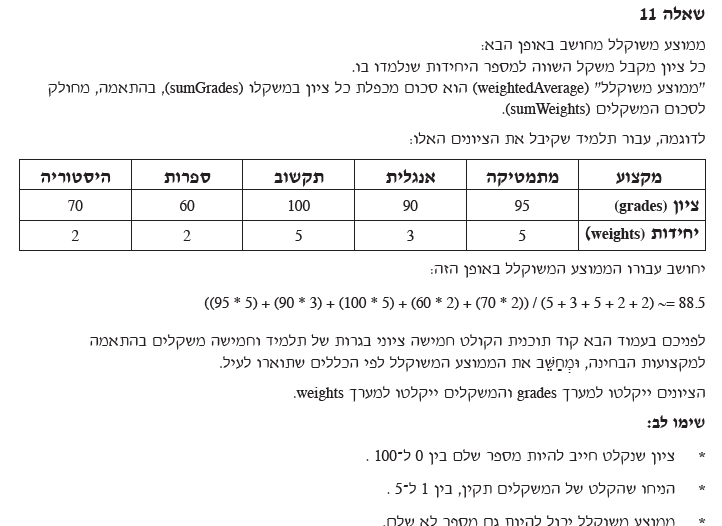 שאלה 11
ממוצע משוקלל מחושב באופן הבא:
כל ציון מקבל משקל השווה למספר היחידות שנלמדו בו.
"ממוצע משוקלל" (weightedAverage) הוא סכום מכפלת כל ציון במשקלו (sumGrades), בהתאמה, מחולק
לסכום המשקלים (sumWeights).
לדוגמה, עבור תלמיד שקיבל את הציונים האלו:
מקצוע מתמטיקה אנגלית תקשוב ספרות היסטוריה
ציון (grades) 95 90 100 60 70
יחידות (weights) 5 3 5 2 2
יחושב עבורו הממוצע המשוקלל באופן הזה:
((95 * 5) + (90 * 3) + (100 * 5) + (60 * 2) + (70 * 2)) / (5 + 3 + 5 + 2 + 2) ~= 88.5
לפניכם בעמוד הבא קוד תוכנית הקולט חמישה ציוני בגרות של תלמיד וחמישה משקלים בהתאמה
למקצועות הבחינה, וּמְחַשֵּׁב את הממוצע המשוקלל לפי הכללים שתוארו לעיל.
הציונים ייקלטו למערך grades והמשקלים ייקלטו למערך weights.
שימו לב:
* ציון שנקלט חייב להיות מספר שלם בין 0 ל־100 .
* הניחו שהקלט של המשקלים תקין, בין 1 ל־5 .
* ממוצע משוקלל יכול להיות גם מספר לא שלם.